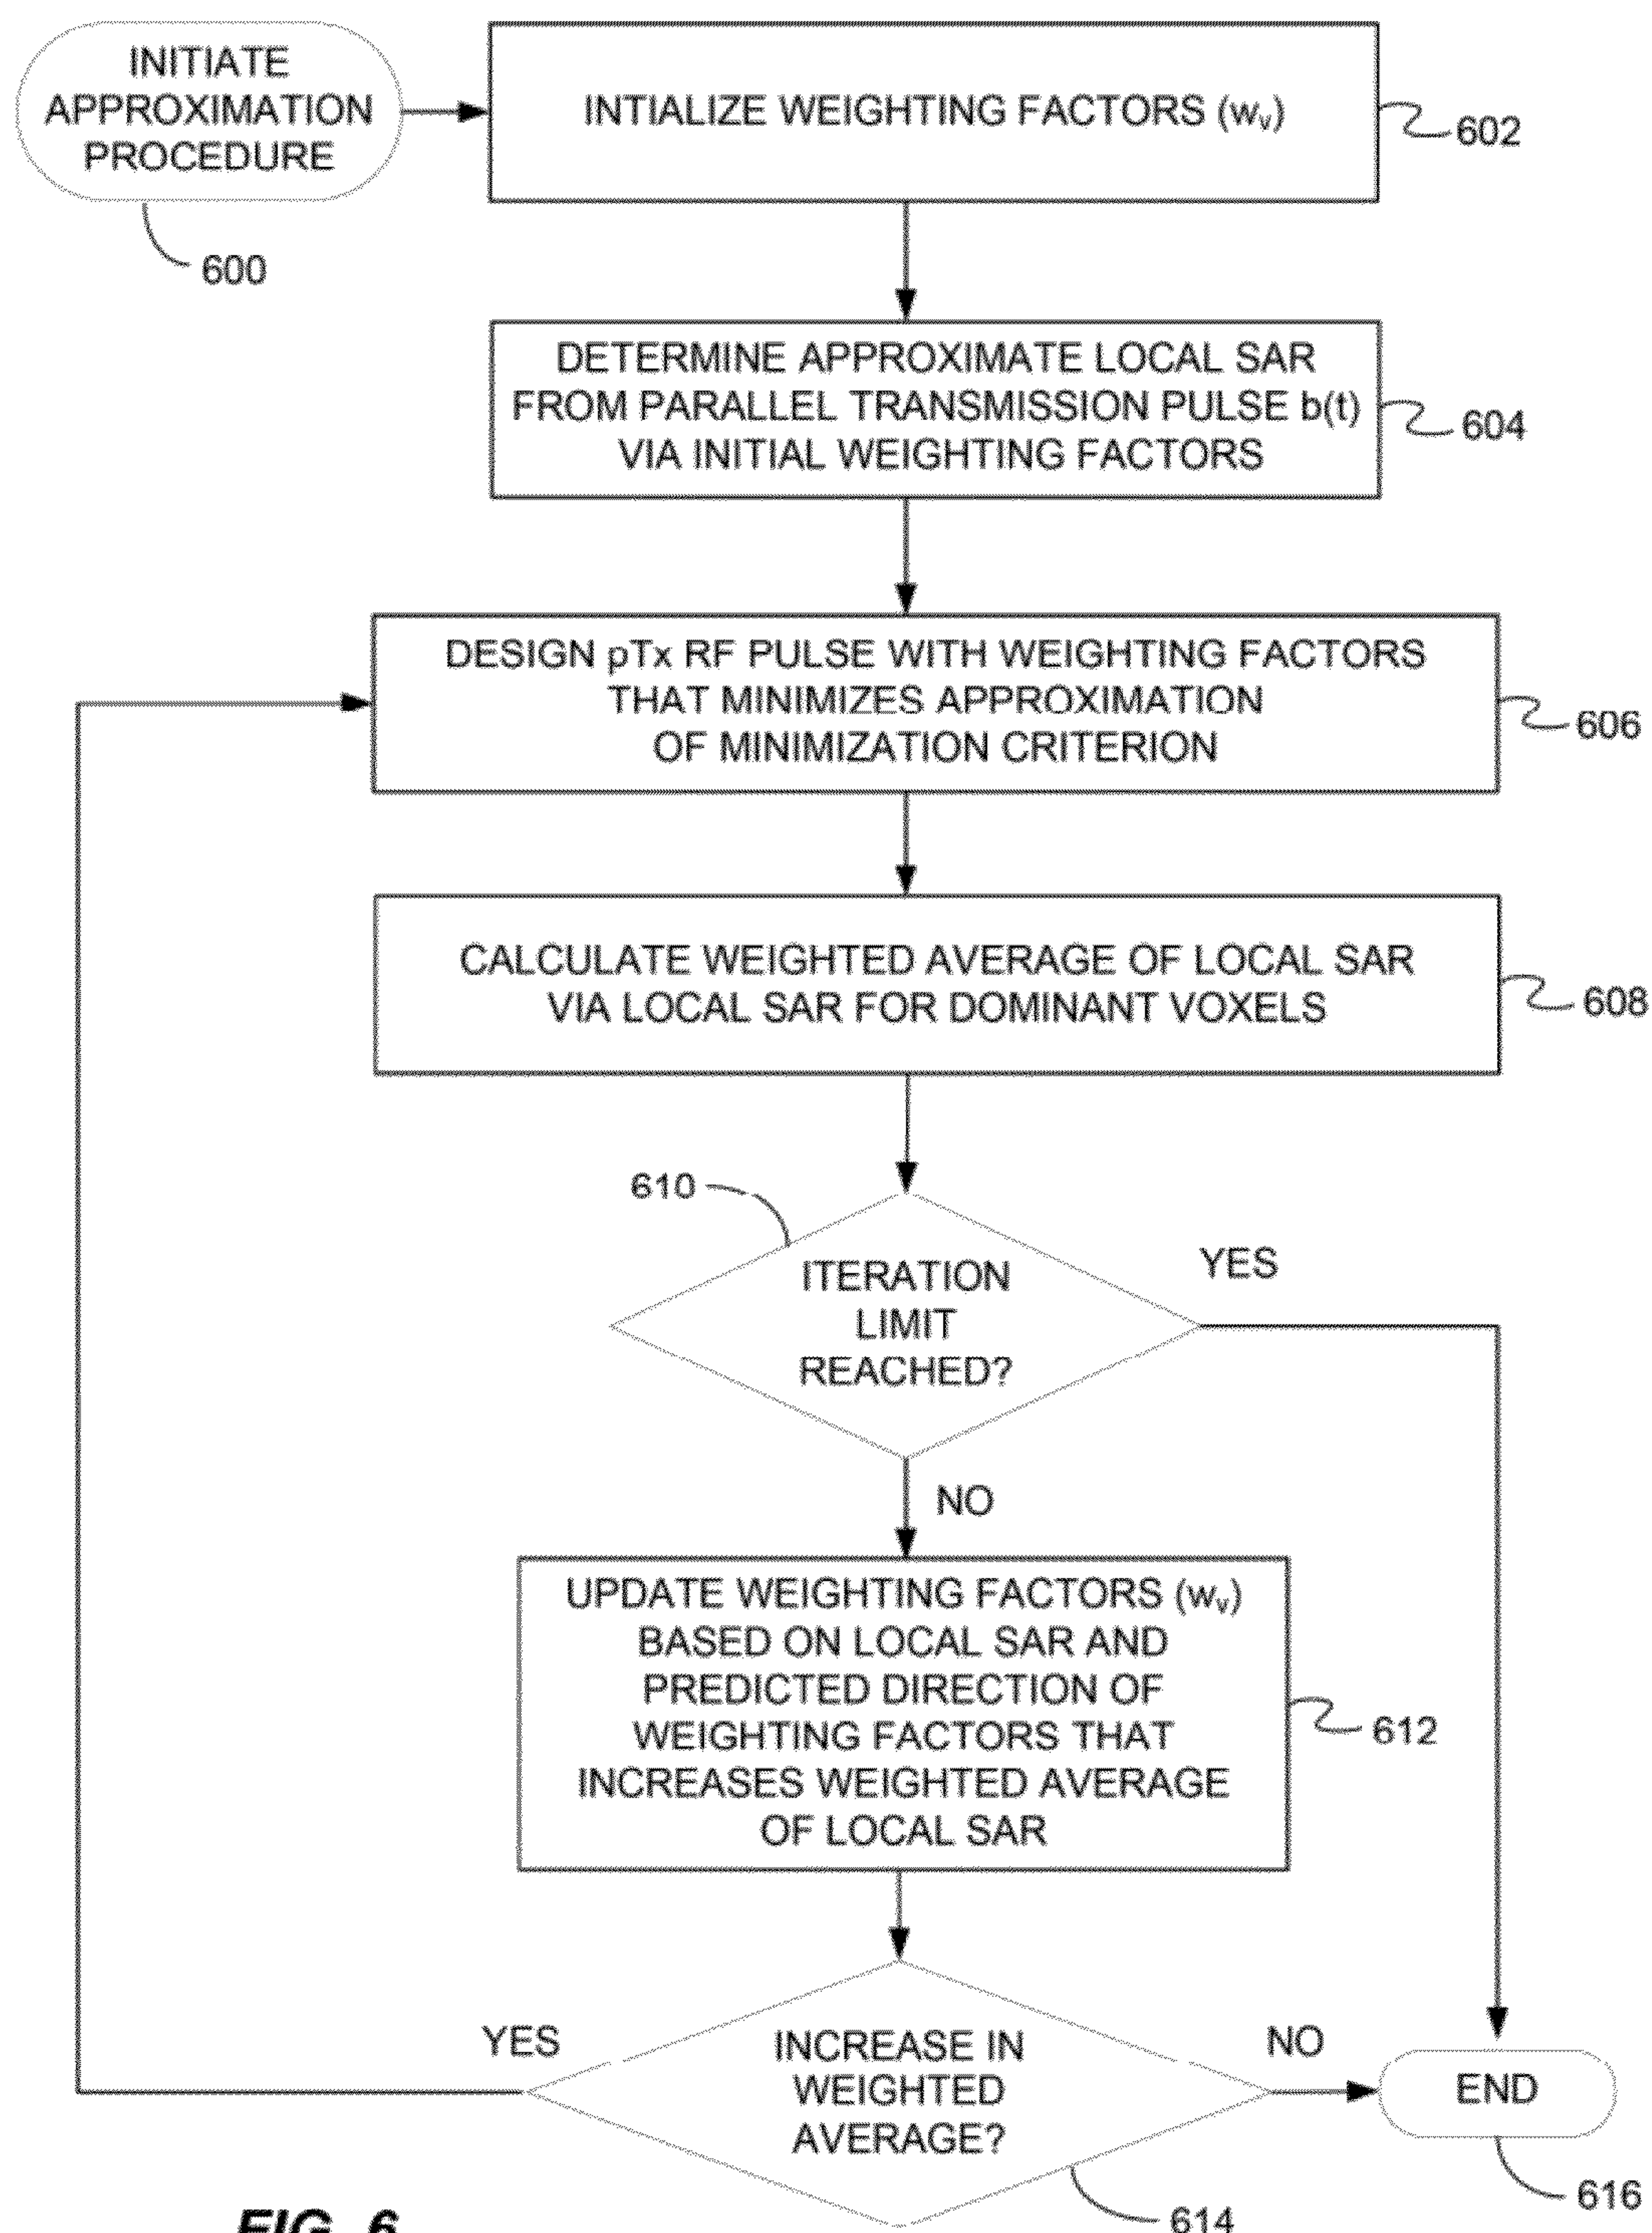 INITIATE
APPROXIMATION
PROCEDURE
600
INTIALIZE WEIGHTING FACTORS (wv)
602
DETERMINE APPROXIMATE LOCAL SAR
FROM PARALLEL TRANSMISSION PULSE b(t)
VIA INITIAL WEIGHTING FACTORS
604
DESIGN pTx RF PULSE WITH WEIGHTING FACTORS
THAT MINIMIZES APPROXIMATION
OF MINIMIZATION CRITERION
606
CALCULATE WEIGHTED AVERAGE OF LOCAL SAR
VIA LOCAL SAR FOR DOMINANT VOXELS
608
610
ITERATION
LIMIT
REACHED?
YES
NO
UPDATE WEIGHTING FACTORS (wv)
BASED ON LOCAL SAR AND
PREDICTED DIRECTION OF
WEIGHTING FACTORS THAT
INCREASES WEIGHTED AVERAGE
OF LOCAL SAR
612
YES
INCREASE IN
WEIGHTED
AVERAGE?
NO
END
614
616
FIG. 6